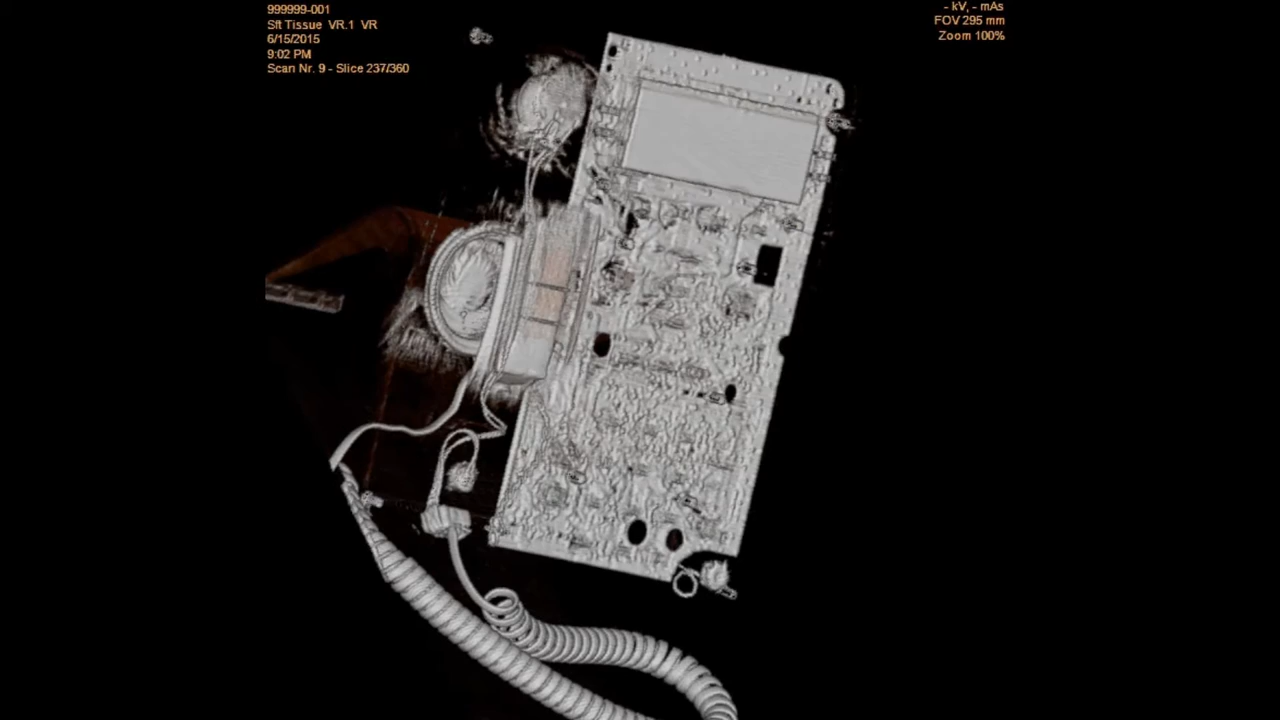 999999-001
Sft Tissue VR.1 VR
6/15/2015
9:02 PM
Scan Nr. 9 - Slice 237/360
- kV, - mAs
FOV 295 mm
Zoom 100%